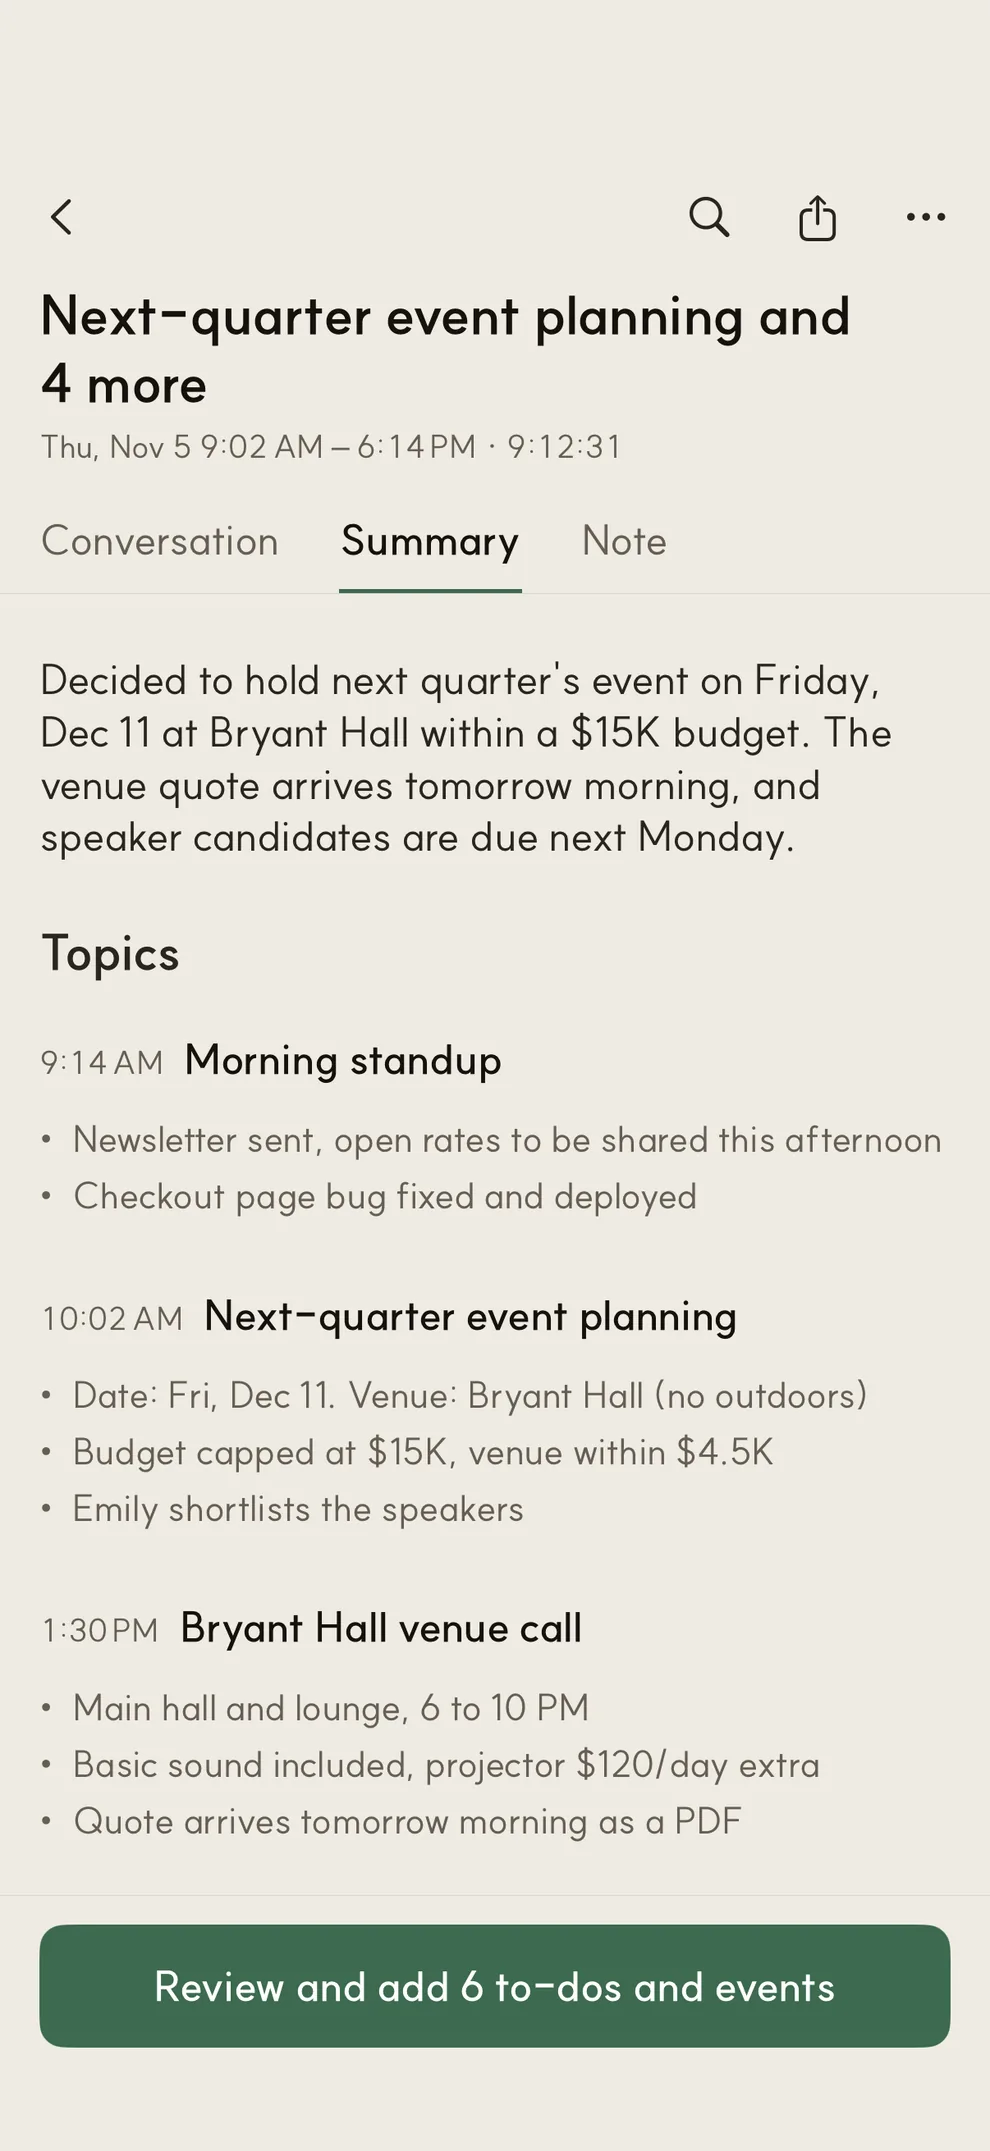 Next-quarter event planning and
4 more
Thu, Nov 5 9:02 AM – 6:14 PM · 9:12:31
Conversation
Summary
Note
Decided to hold next quarter's event on Friday,
Dec 11 at Bryant Hall within a $15K budget. The
venue quote arrives tomorrow morning, and
speaker candidates are due next Monday.
Topics
9:14 AM Morning standup
• Newsletter sent, open rates to be shared this afternoon
• Checkout page bug fixed and deployed
10:02 AM Next-quarter event planning
• Date: Fri, Dec 11. Venue: Bryant Hall (no outdoors)
• Budget capped at $15K, venue within $4.5K
• Emily shortlists the speakers
1:30 PM Bryant Hall venue call
• Main hall and lounge, 6 to 10 PM
• Basic sound included, projector $120/day extra
• Quote arrives tomorrow morning as a PDF
Review and add 6 to-dos and events